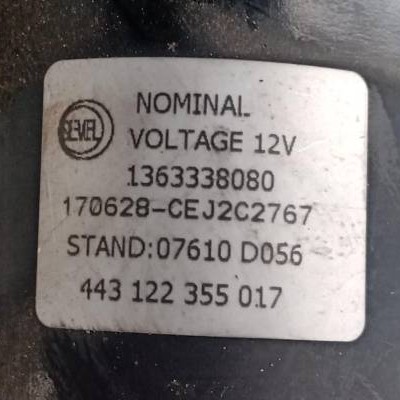 NOMINAL
SEVEL
VOLTAGE 12V
1363338080
170628-CEJ2C2767
STAND:07610 D056
443 122 355 017